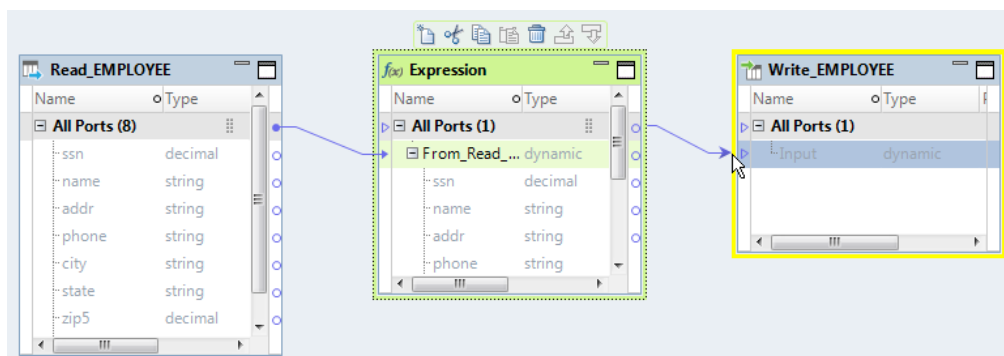 Read_EMPLOYEE
Name Type
All Ports (8)
ssn decimal
name string
addr string
phone string
city string
state string
zip5 decimal
f(x) Expression
Name Type
All Ports (1)
From_Read_... dynamic
ssn decimal
name string
addr string
phone string
Write_EMPLOYEE
Name Type
All Ports (1)
Input dynamic